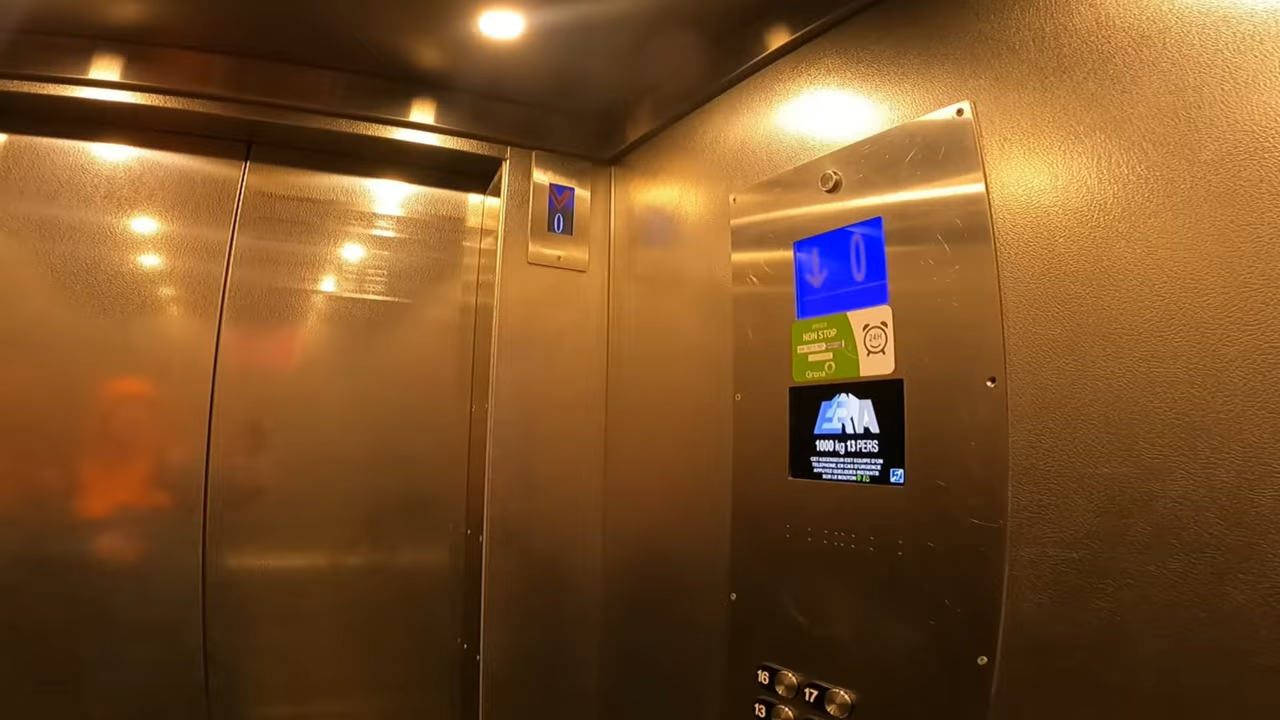 0
0
NON STOP
24H
Orona
ERA
1000 kg 13 PERS
CET ASCENSEUR EST EQUIPE D'UN
TELEPHONE, EN CAS D'URGENCE
APPUYEZ QUELQUES INSTANTS
SUR LE BOUTON
16
17
13